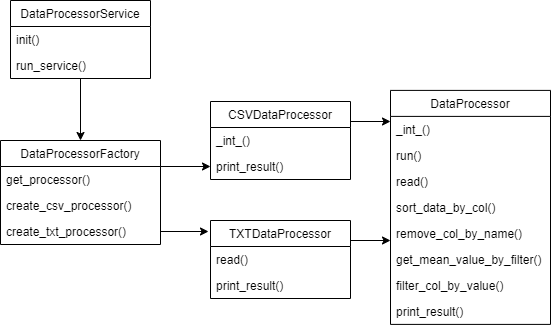 DataProcessorService
init()
run_service()
DataProcessorFactory
get_processor()
create_csv_processor()
create_txt_processor()
CSVDataProcessor
_int_()
print_result()
TXTDataProcessor
read()
print_result()
DataProcessor
_int_()
run()
read()
sort_data_by_col()
remove_col_by_name()
get_mean_value_by_filter()
filter_col_by_value()
print_result()